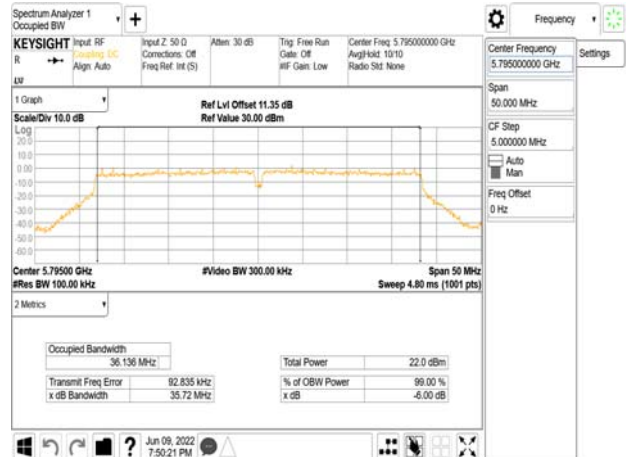 Spectrum Analyzer 1
Occupied BW
Frequency
KEYSIGHT
Input: RF
Coupling: DC
Align: Auto
Input Z: 50 Ω
Corrections: Off
Freq Ref: Int (S)
Atten: 30 dB
Trig: Free Run
Gate: Off
#IF Gain: Low
Center Freq: 5.795000000 GHz
Avg|Hold: 10/10
Radio Std: None
R
LXI
Center Frequency
5.795000000 GHz
Settings
Span
50.000 MHz
CF Step
5.000000 MHz
Auto
Man
Freq Offset
0 Hz
1 Graph
Scale/Div 10.0 dB
Ref Lvl Offset 11.35 dB
Ref Value 30.00 dBm
Log
20.0
10.0
0.00
-10.0
-20.0
-30.0
-40.0
-50.0
-60.0
Center 5.79500 GHz
#Res BW 100.00 kHz
#Video BW 300.00 kHz
Span 50 MHz
Sweep 4.80 ms (1001 pts)
2 Metrics
Occupied Bandwidth
36.136 MHz
Total Power 22.0 dBm
Transmit Freq Error 92.835 kHz
% of OBW Power 99.00 %
x dB Bandwidth 35.72 MHz
x dB -6.00 dB
?
Jun 09, 2022
7:50:21 PM